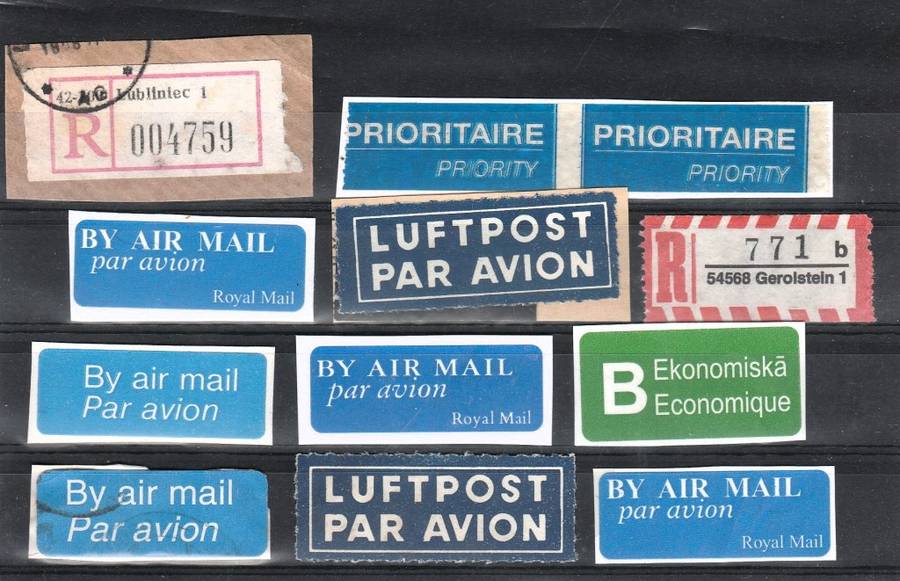 42-700 Lubliniec 1
R 004759
PRIORITAIRE
PRIORITY
PRIORITAIRE
PRIORITY
BY AIR MAIL
par avion
Royal Mail
LUFTPOST
PAR AVION
R 771 b
54568 Gerolstein 1
By air mail
Par avion
BY AIR MAIL
par avion
Royal Mail
B Ekonomiskā
Economique
By air mail
Par avion
LUFTPOST
PAR AVION
BY AIR MAIL
par avion
Royal Mail